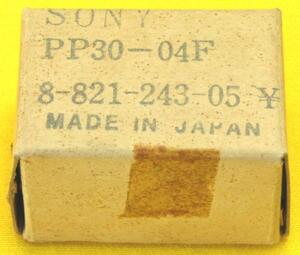 SONY
PP30-04F
8-821-243-05 ¥
MADE IN JAPAN